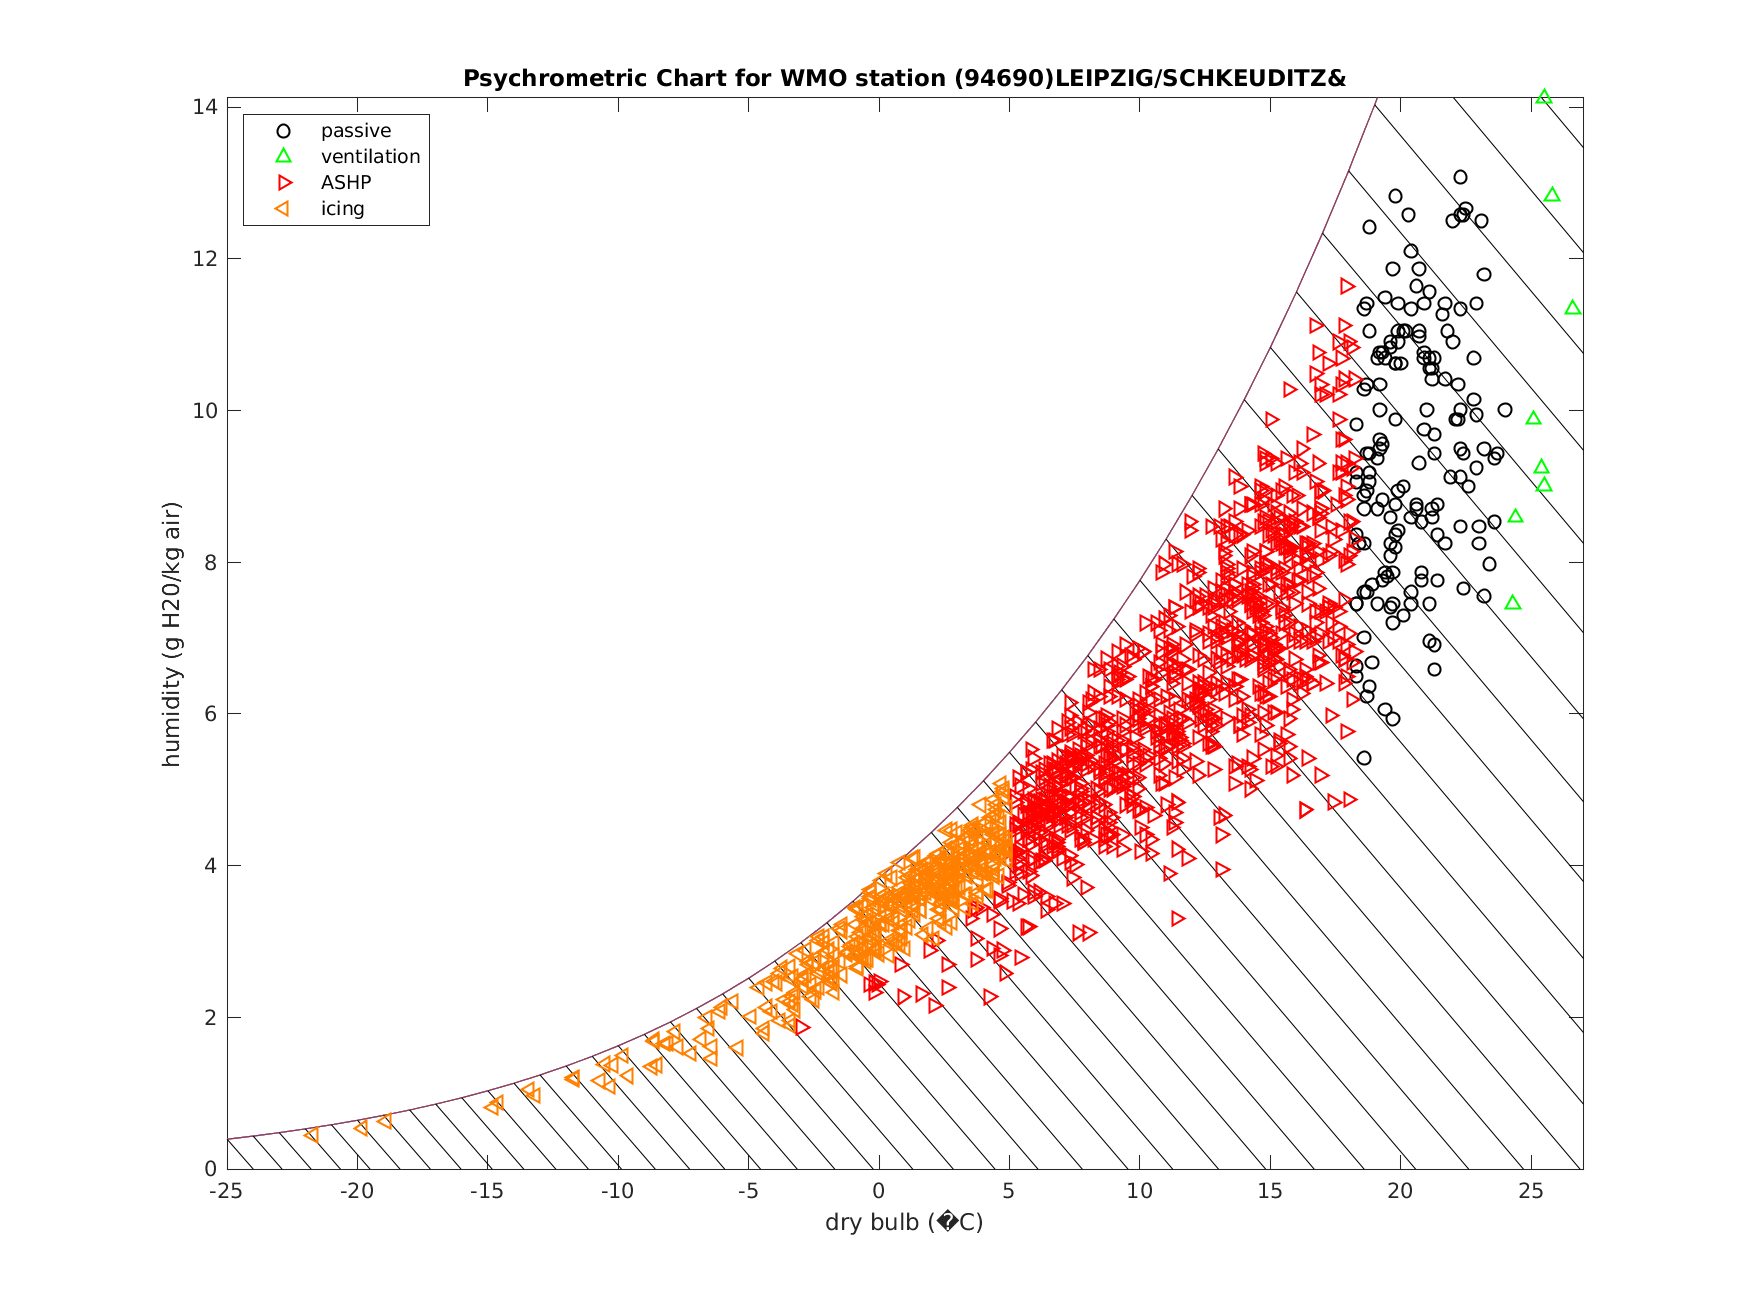 Psychrometric Chart for WMO station (94690)LEIPZIG/SCHKEUDITZ&
passive
ventilation
ASHP
icing
14
12
10
8
6
4
2
0
humidity (g H20/kg air)
-25 -20 -15 -10 -5 0 5 10 15 20 25
dry bulb (�C)